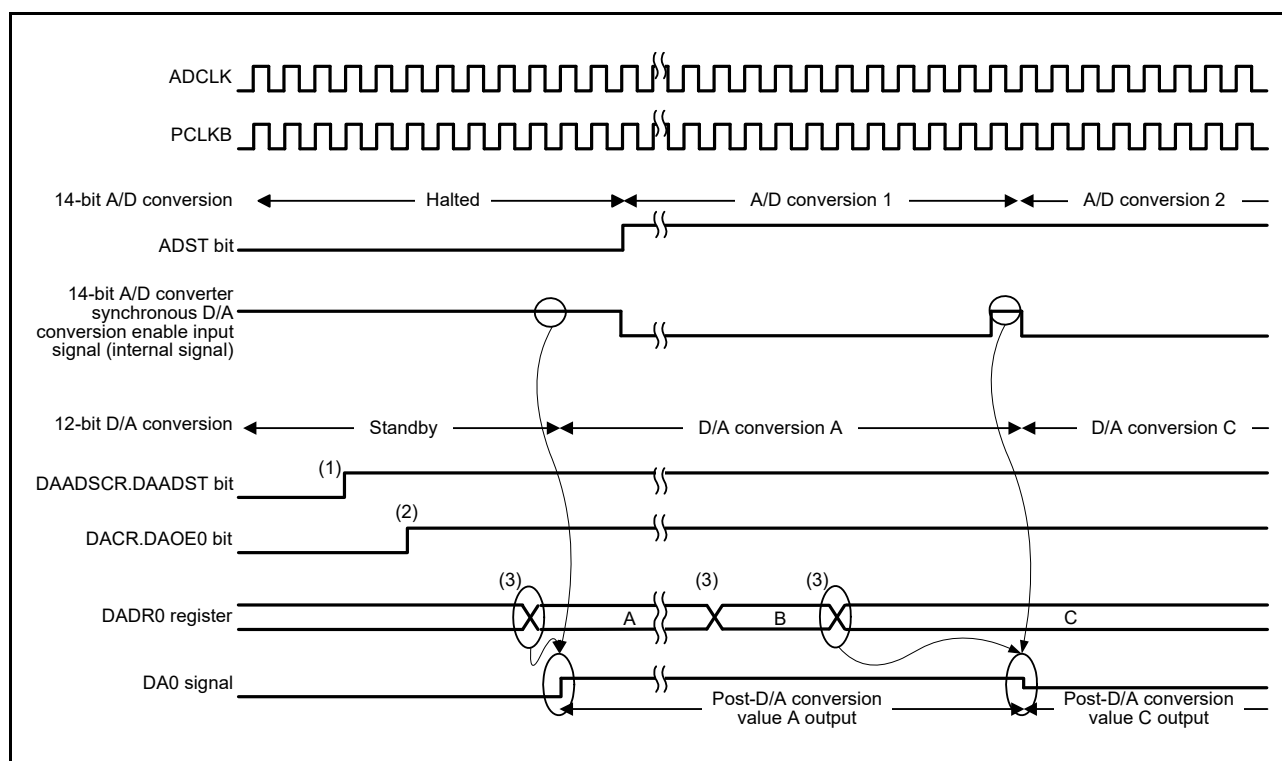 ADCLK
PCLKB
14-bit A/D conversion
Halted
A/D conversion 1
A/D conversion 2
ADST bit
14-bit A/D converter
synchronous D/A
conversion enable input
signal (internal signal)
12-bit D/A conversion
Standby
D/A conversion A
D/A conversion C
DAADSCR.DAADST bit
(1)
DACR.DAOE0 bit
(2)
(3)
(3)
(3)
DADR0 register
A
B
C
DA0 signal
Post-D/A conversion
value A output
Post-D/A conversion
value C output